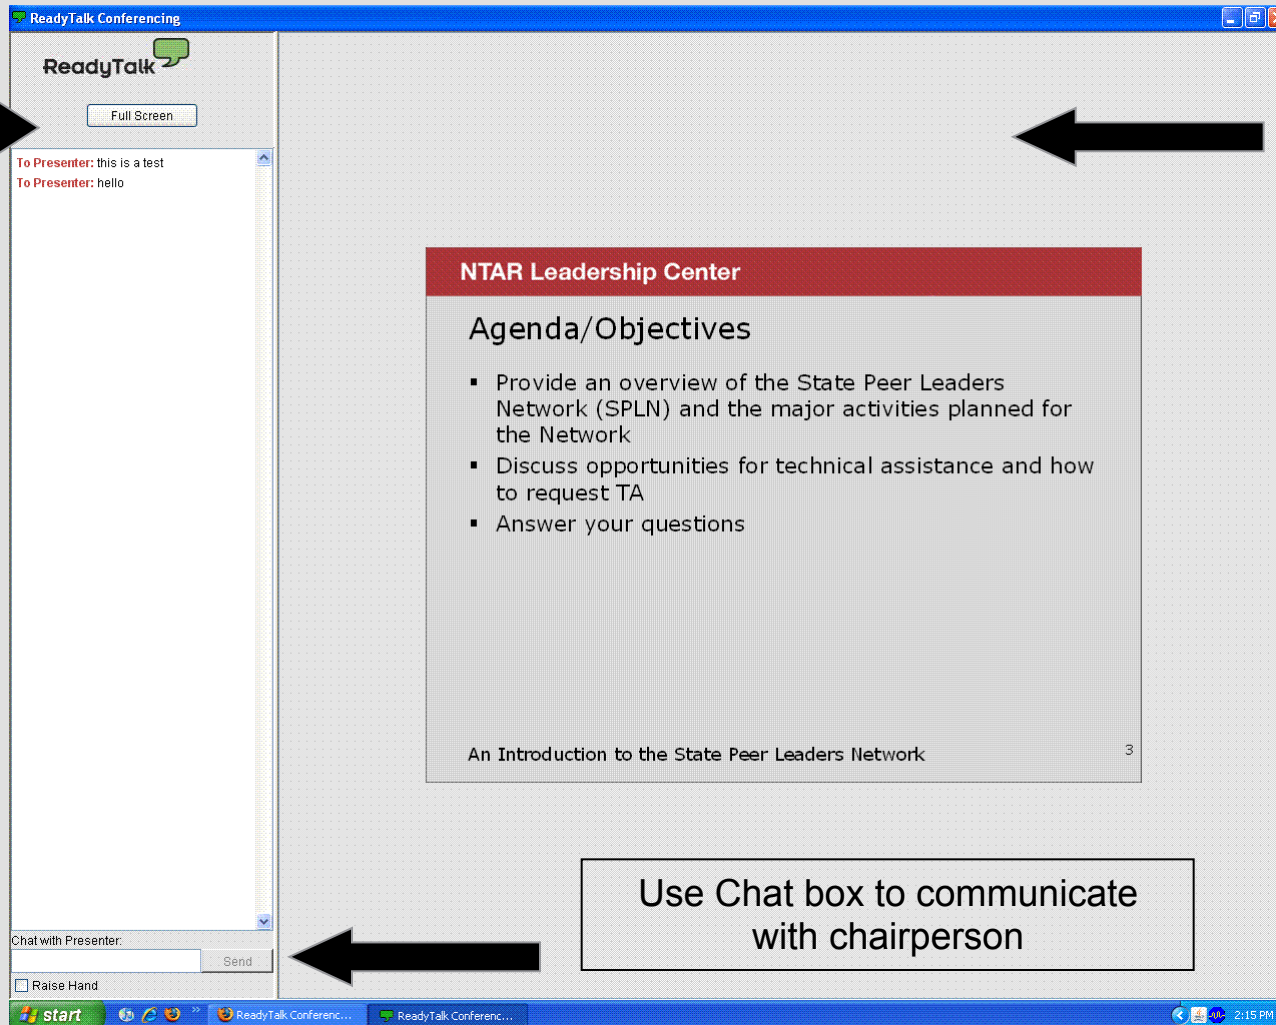 ReadyTalk Conferencing
ReadyTalk
Full Screen
To Presenter: this is a test
To Presenter: hello
NTAR Leadership Center
Agenda/Objectives
▪ Provide an overview of the State Peer Leaders
Network (SPLN) and the major activities planned for
the Network
▪ Discuss opportunities for technical assistance and how
to request TA
▪ Answer your questions
An Introduction to the State Peer Leaders Network
3
Use Chat box to communicate
with chairperson
Chat with Presenter:
Send
Raise Hand
start
ReadyTalk Conferenc...
ReadyTalk Conferenc...
2:15 PM